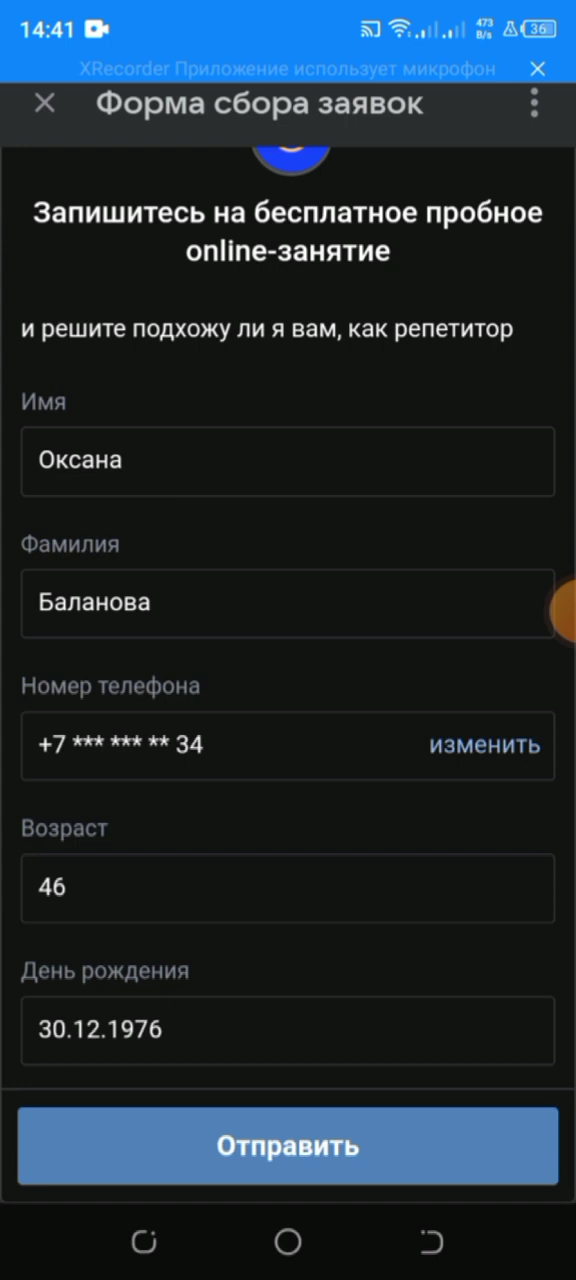 14:41
473
B/s
36
XRecorder Приложение использует микрофон
Форма сбора заявок
Запишитесь на бесплатное пробное
online-занятие
и решите подхожу ли я вам, как репетитор
Имя
Оксана
Фамилия
Баланова
Номер телефона
+7 *** *** ** 34
изменить
Возраст
46
День рождения
30.12.1976
Отправить